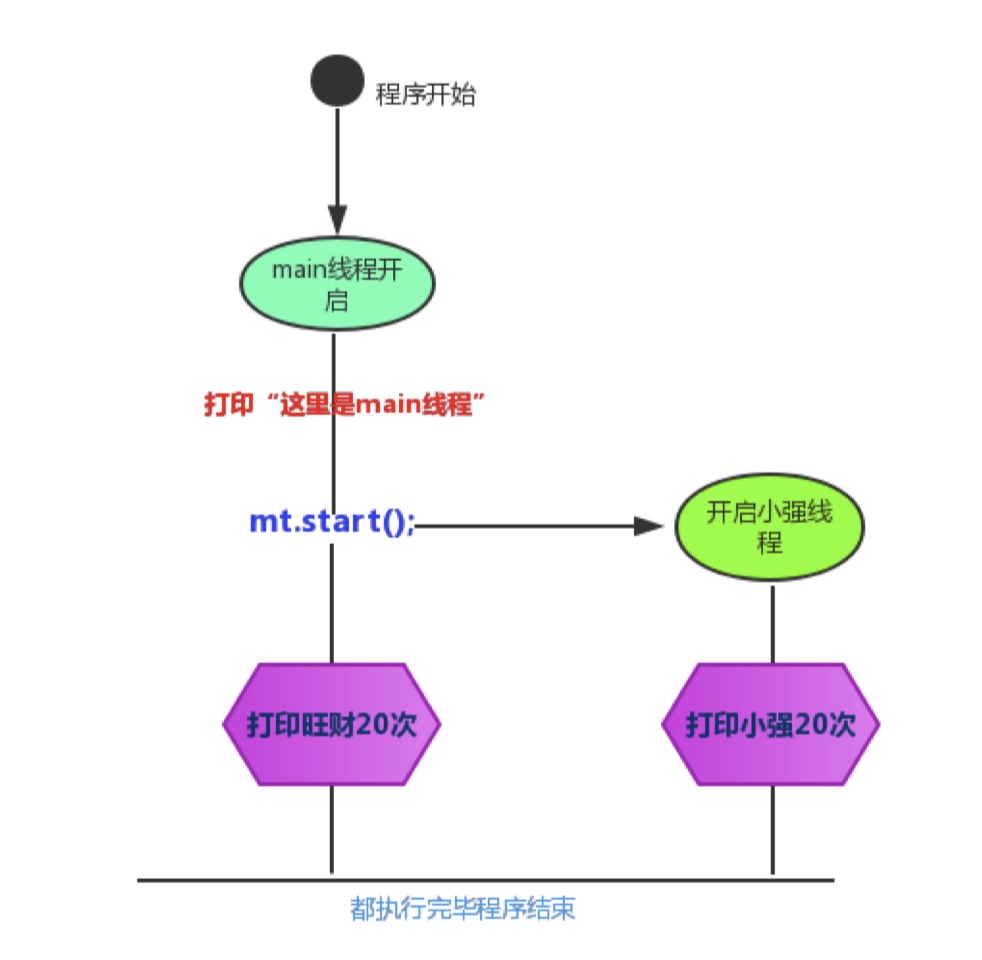 程序开始
main线程开
启
打印“这里是main线程”
mt.start();
开启小强线
程
打印旺财20次
打印小强20次
都执行完毕程序结束